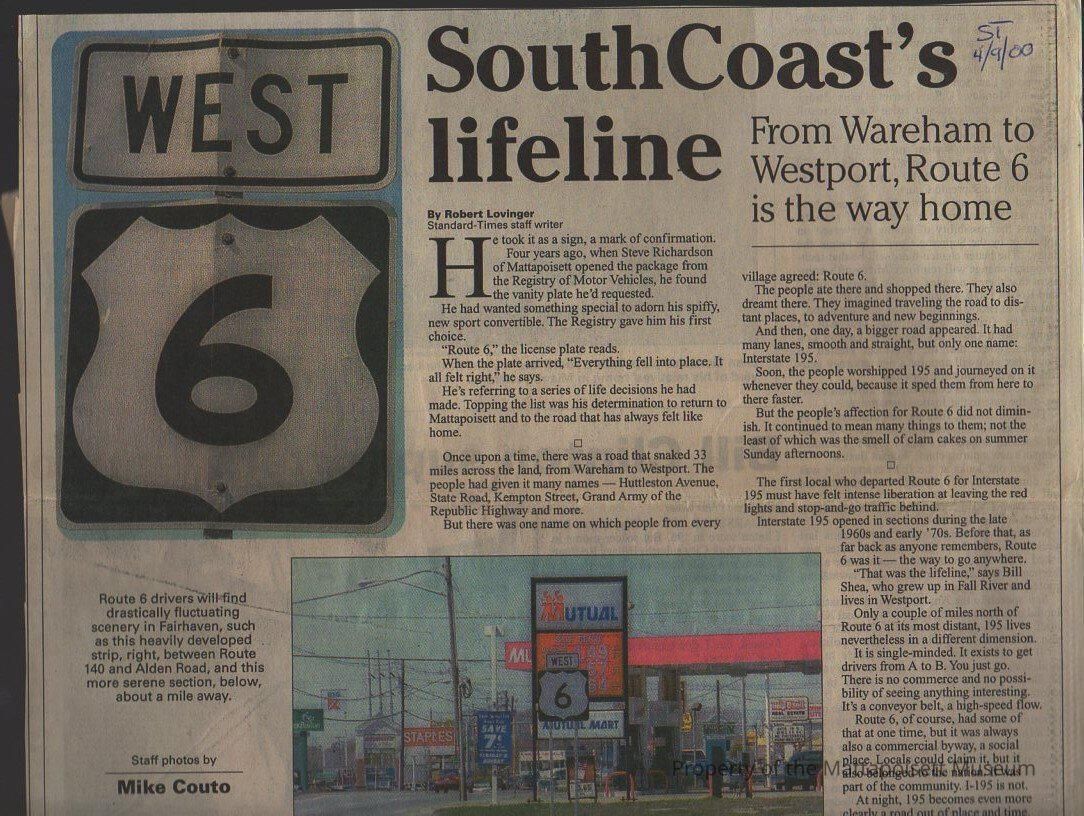 WEST
6
SouthCoast's
lifeline
ST
4/9/00
From Wareham to
Westport, Route 6
is the way home
By Robert Lovinger
Standard-Times staff writer
He took it as a sign, a mark of confirmation.
Four years ago, when Steve Richardson
of Mattapoisett opened the package from
the Registry of Motor Vehicles, he found
the vanity plate he'd requested.
He had wanted something special to adorn his spiffy,
new sport convertible. The Registry gave him his first
choice.
"Route 6," the license plate reads.
When the plate arrived, "Everything fell into place. It
all felt right," he says.
He's referring to a series of life decisions he had
made. Topping the list was his determination to return to
Mattapoisett and to the road that has always felt like
home.
Once upon a time, there was a road that snaked 33
miles across the land, from Wareham to Westport. The
people had given it many names — Huttleston Avenue,
State Road, Kempton Street, Grand Army of the
Republic Highway and more.
But there was one name on which people from every
village agreed: Route 6.
The people ate there and shopped there. They also
dreamt there. They imagined traveling the road to dis-
tant places, to adventure and new beginnings.
And then, one day, a bigger road appeared. It had
many lanes, smooth and straight, but only one name:
Interstate 195.
Soon, the people worshipped 195 and journeyed on it
whenever they could, because it sped them from here to
there faster.
But the people's affection for Route 6 did not dimin-
ish. It continued to mean many things to them; not the
least of which was the smell of clam cakes on summer
Sunday afternoons.
The first local who departed Route 6 for Interstate
195 must have felt intense liberation at leaving the red
lights and stop-and-go traffic behind.
Interstate 195 opened in sections during the late
1960s and early '70s. Before that, as
far back as anyone remembers, Route
6 was it — the way to go anywhere.
"That was the lifeline," says Bill
Shea, who grew up in Fall River and
lives in Westport.
Only a couple of miles north of
Route 6 at its most distant, 195 lives
nevertheless in a different dimension.
It is single-minded. It exists to get
drivers from A to B. You just go.
There is no commerce and no possi-
bility of seeing anything interesting.
It's a conveyor belt, a high-speed flow.
Route 6, of course, had some of
that at one time, but it was always
also a commercial byway, a social
place. Locals could claim it, but it
also belonged to the nation. It was
part of the community. I-195 is not.
At night, 195 becomes even more
clearly a road out of place and time.
Route 6 drivers will find
drastically fluctuating
scenery in Fairhaven, such
as this heavily developed
strip, right, between Route
140 and Alden Road, and this
more serene section, below,
about a mile away.
Staff photos by
Mike Couto
MUTUAL
WEST
6
MUTUAL MART
STAPLES
SAVE
7¢
REAL ESTATE
Property of the Mattapoisett Museum